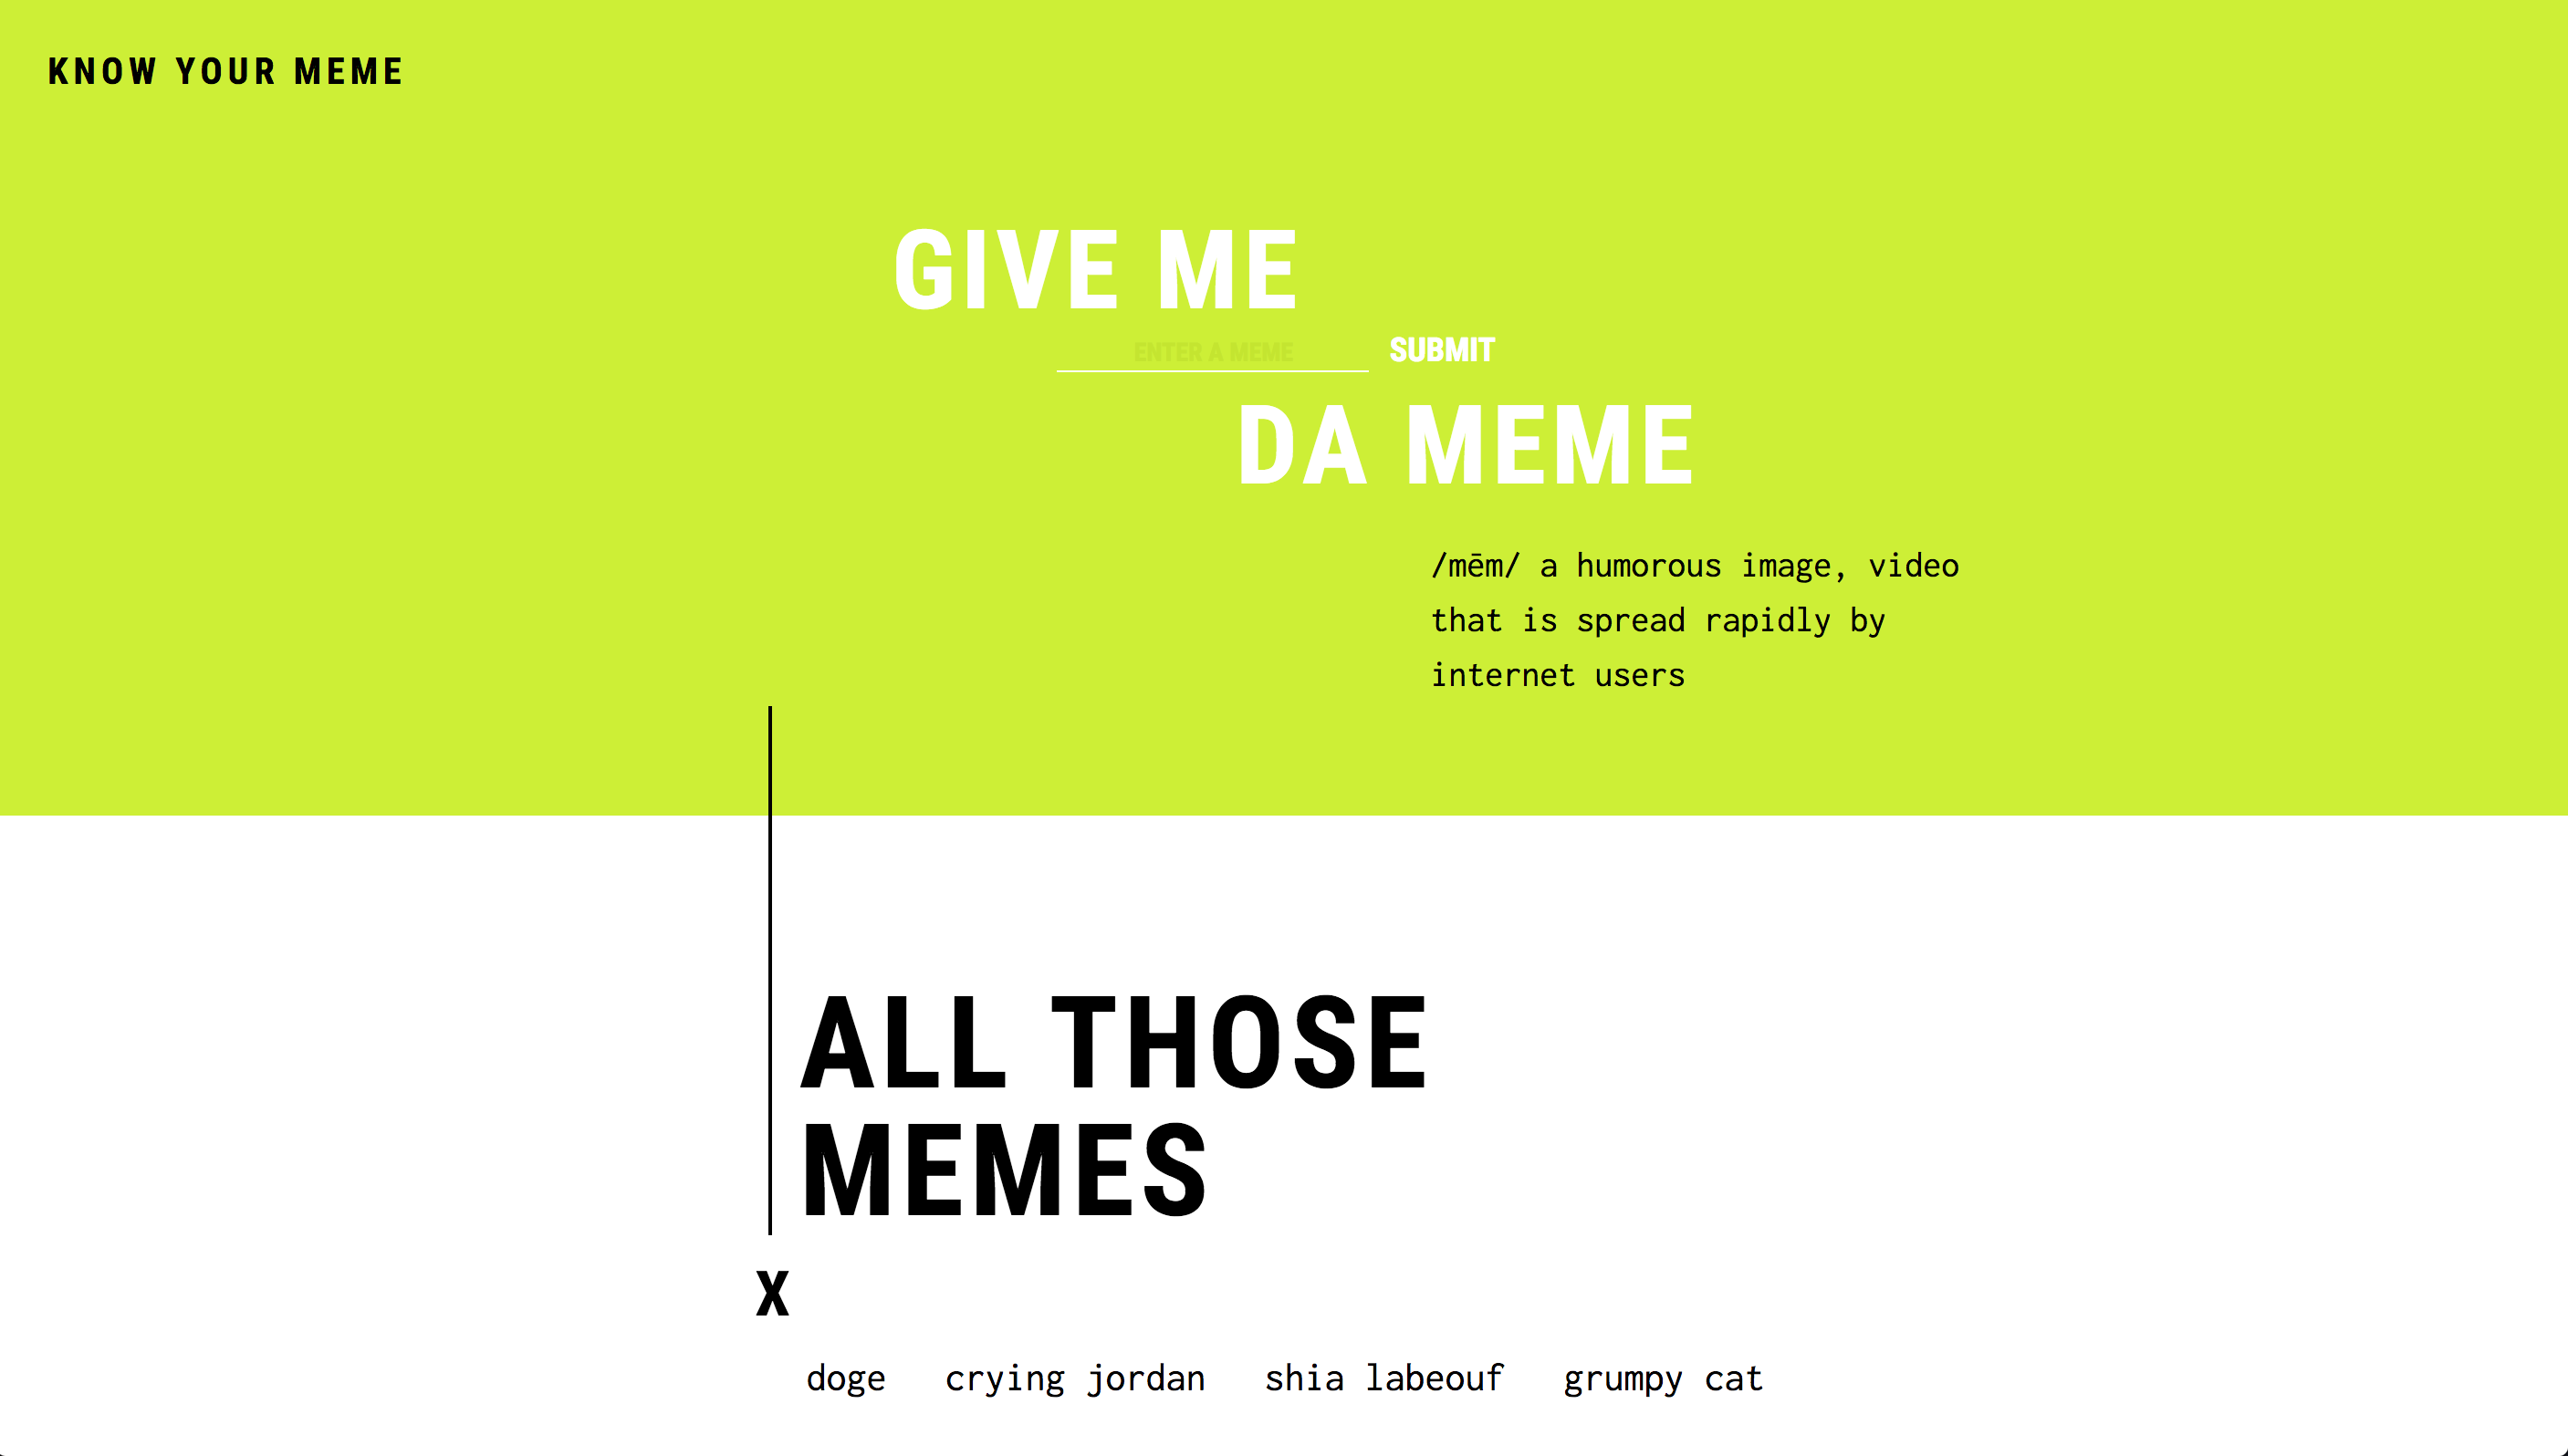 KNOW YOUR MEME
GIVE ME
ENTER A MEME SUBMIT
DA MEME
/mēm/ a humorous image, video
that is spread rapidly by
internet users
ALL THOSE
MEMES
X
doge crying jordan shia labeouf grumpy cat